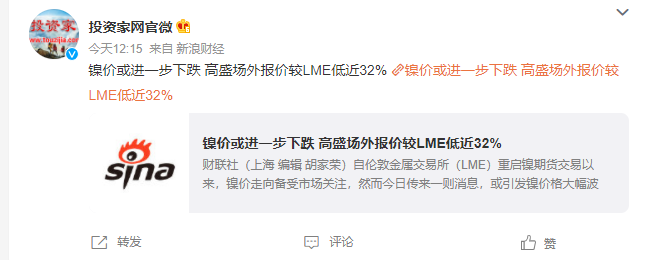 投资家网官微
今天12:15 来自 新浪财经
镍价或进一步下跌 高盛场外报价较LME低近32% 镍价或进一步下跌 高盛场外报价较
LME低近32%
sina
镍价或进一步下跌 高盛场外报价较LME低近32%
财联社（上海 编辑 胡家荣）自伦敦金属交易所（LME）重启镍期货交易以
来，镍价走向备受市场关注，然而今日传来一则消息，或引发镍价格大幅波
转发 评论 赞
投资家